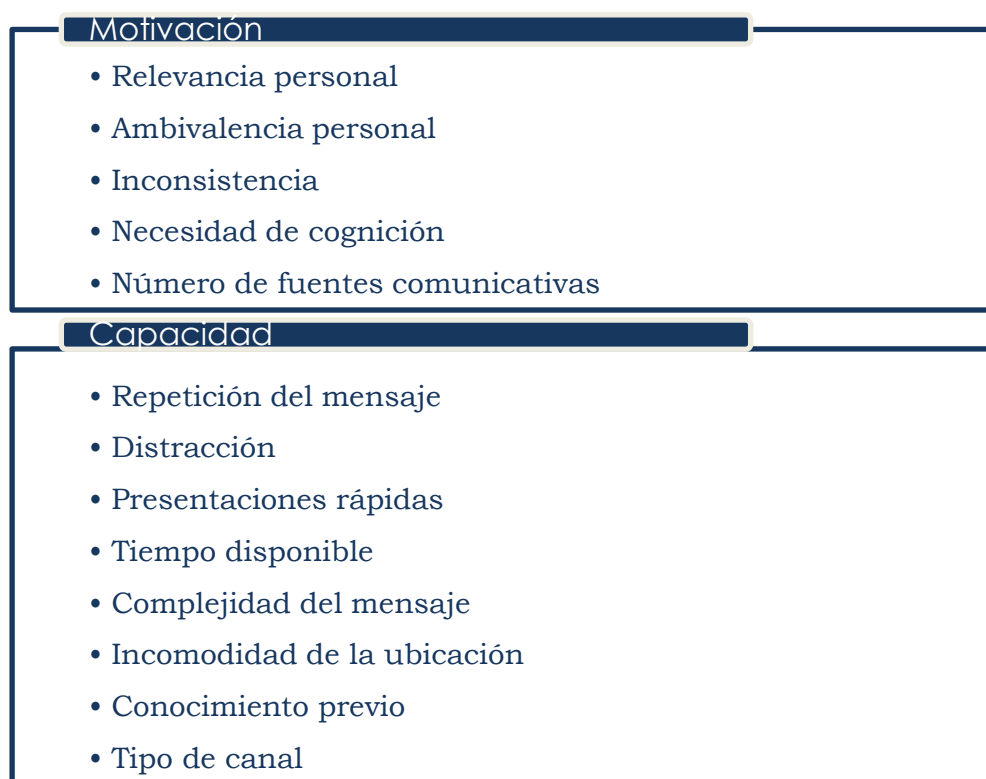 Motivación
• Relevancia personal
• Ambivalencia personal
• Inconsistencia
• Necesidad de cognición
• Número de fuentes comunicativas
Capacidad
• Repetición del mensaje
• Distracción
• Presentaciones rápidas
• Tiempo disponible
• Complejidad del mensaje
• Incomodidad de la ubicación
• Conocimiento previo
• Tipo de canal